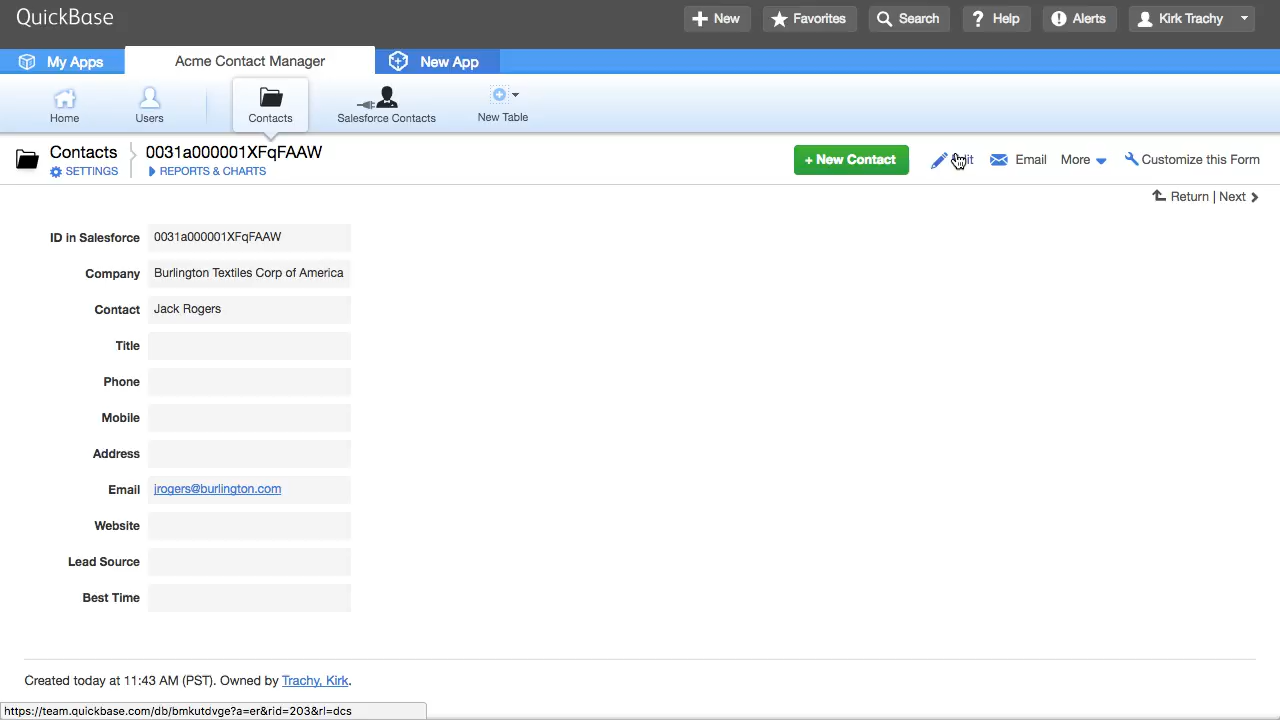 QuickBase
New
Favorites
Search
Help
Alerts
Kirk Trachy
My Apps
Acme Contact Manager
New App
Home
Users
Contacts
Salesforce Contacts
New Table
Contacts
SETTINGS
0031a000001XFqFAAW
REPORTS & CHARTS
+ New Contact
Email
More
Customize this Form
Return | Next
ID in Salesforce 0031a000001XFqFAAW
Company Burlington Textiles Corp of America
Contact Jack Rogers
Title
Phone
Mobile
Address
Email jrogers@burlington.com
Website
Lead Source
Best Time
Created today at 11:43 AM (PST). Owned by Trachy, Kirk.
https://team.quickbase.com/db/bmkutdvge?a=er&rid=203&rl=dcs